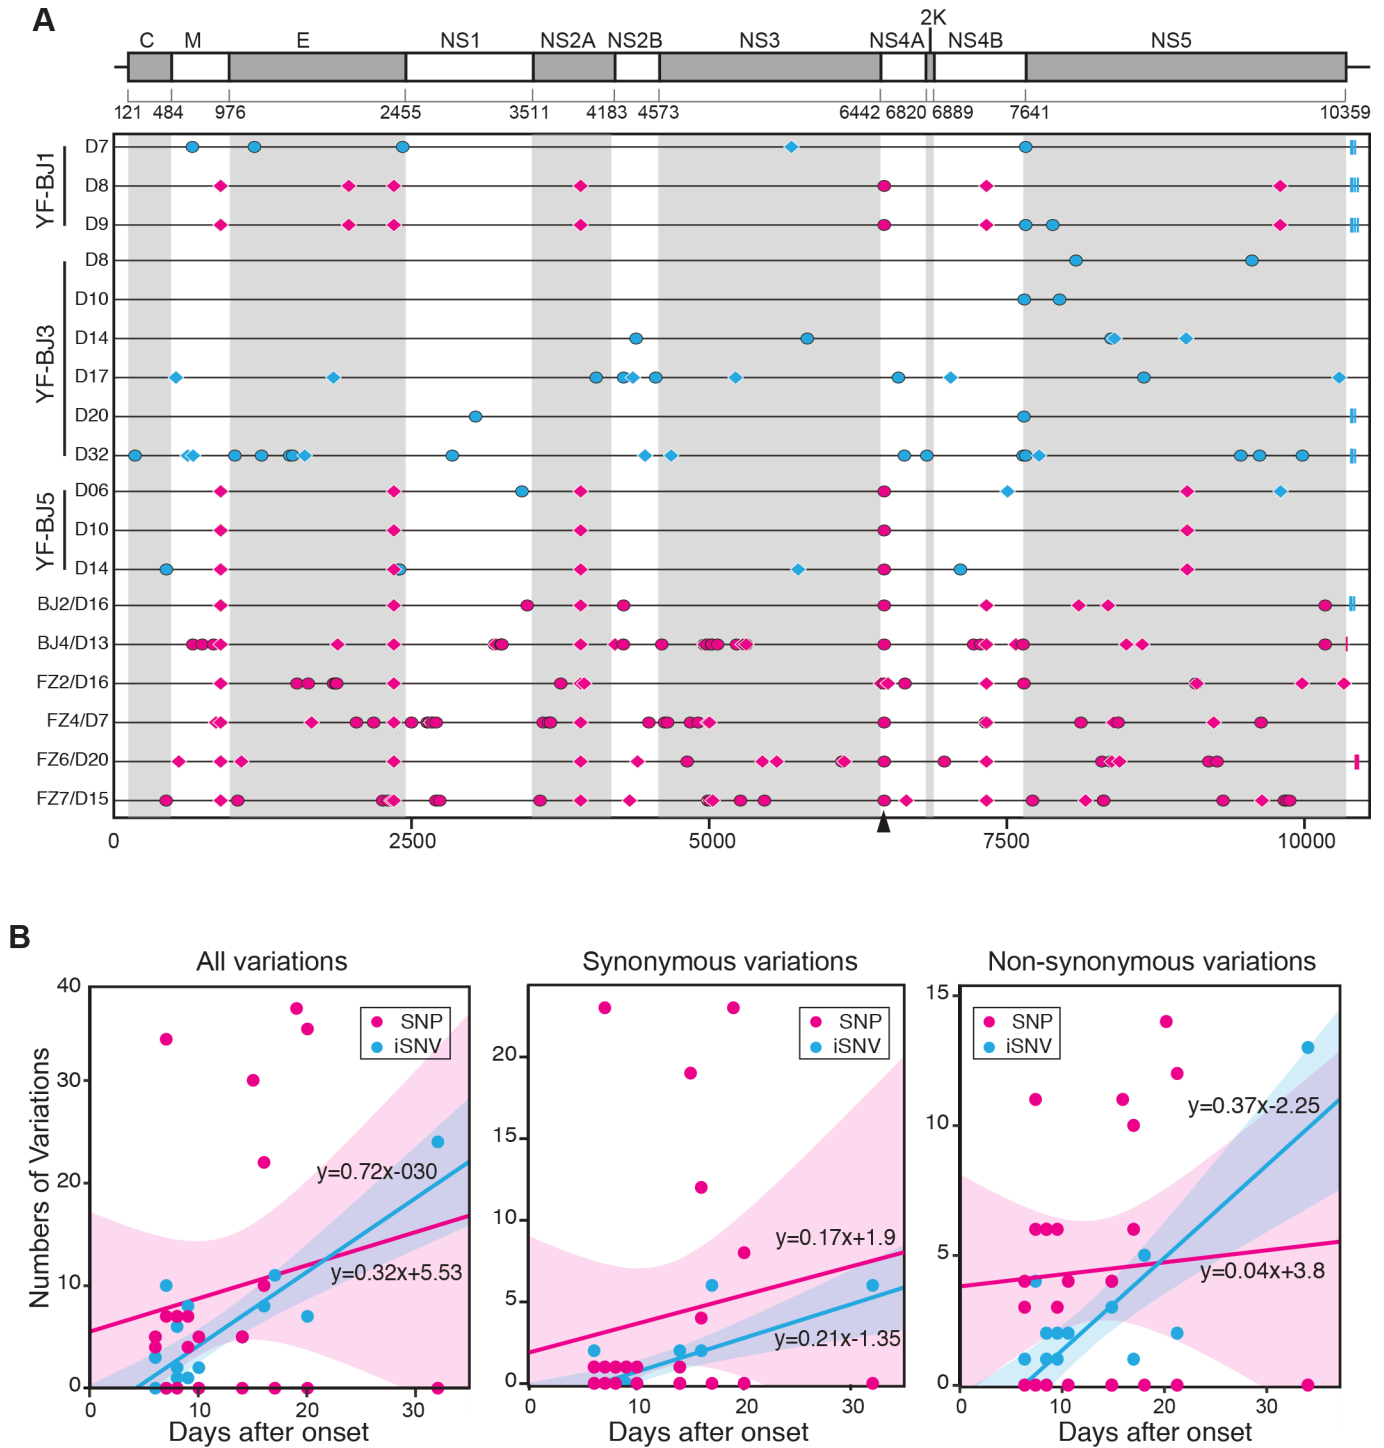 A
2K
C M E NS1 NS2A NS2B NS3 NS4A NS4B NS5
121 484 976 2455 3511 4183 4573 6442 6820 6889 7641 10359
YF-BJ1
D7
D8
D9
YF-BJ3
D8
D10
D14
D17
D20
D32
YF-BJ5
D06
D10
D14
BJ2/D16
BJ4/D13
FZ2/D16
FZ4/D7
FZ6/D20
FZ7/D15
0 2500 5000 7500 10000
B
All variations
Numbers of Variations
40
30
20
10
0
SNP
iSNV
y=0.72x-030
y=0.32x+5.53
0 10 20 30
Days after onset
Synonymous variations
20
15
10
5
0
SNP
iSNV
y=0.17x+1.9
y=0.21x-1.35
0 10 20 30
Days after onset
Non-synonymous variations
15
10
5
0
SNP
iSNV
y=0.37x-2.25
y=0.04x+3.8
0 10 20 30
Days after onset